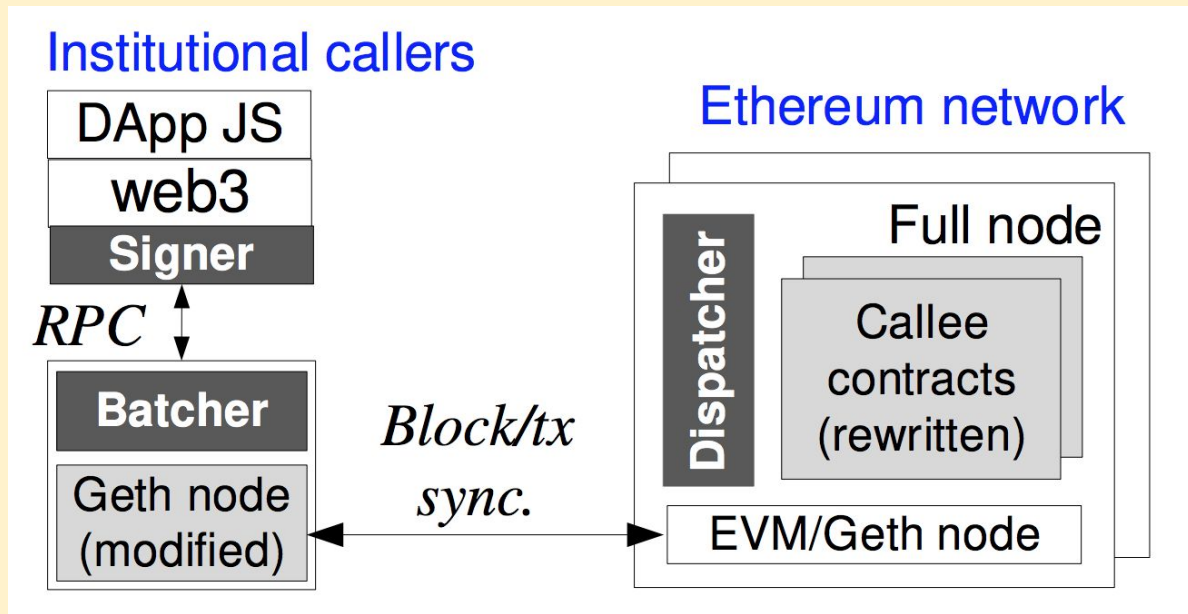 Institutional callers
DApp JS
web3
Signer
RPC
Batcher
Geth node
(modified)
Block/tx
sync.
Ethereum network
Full node
Dispatcher
Callee
contracts
(rewritten)
EVM/Geth node